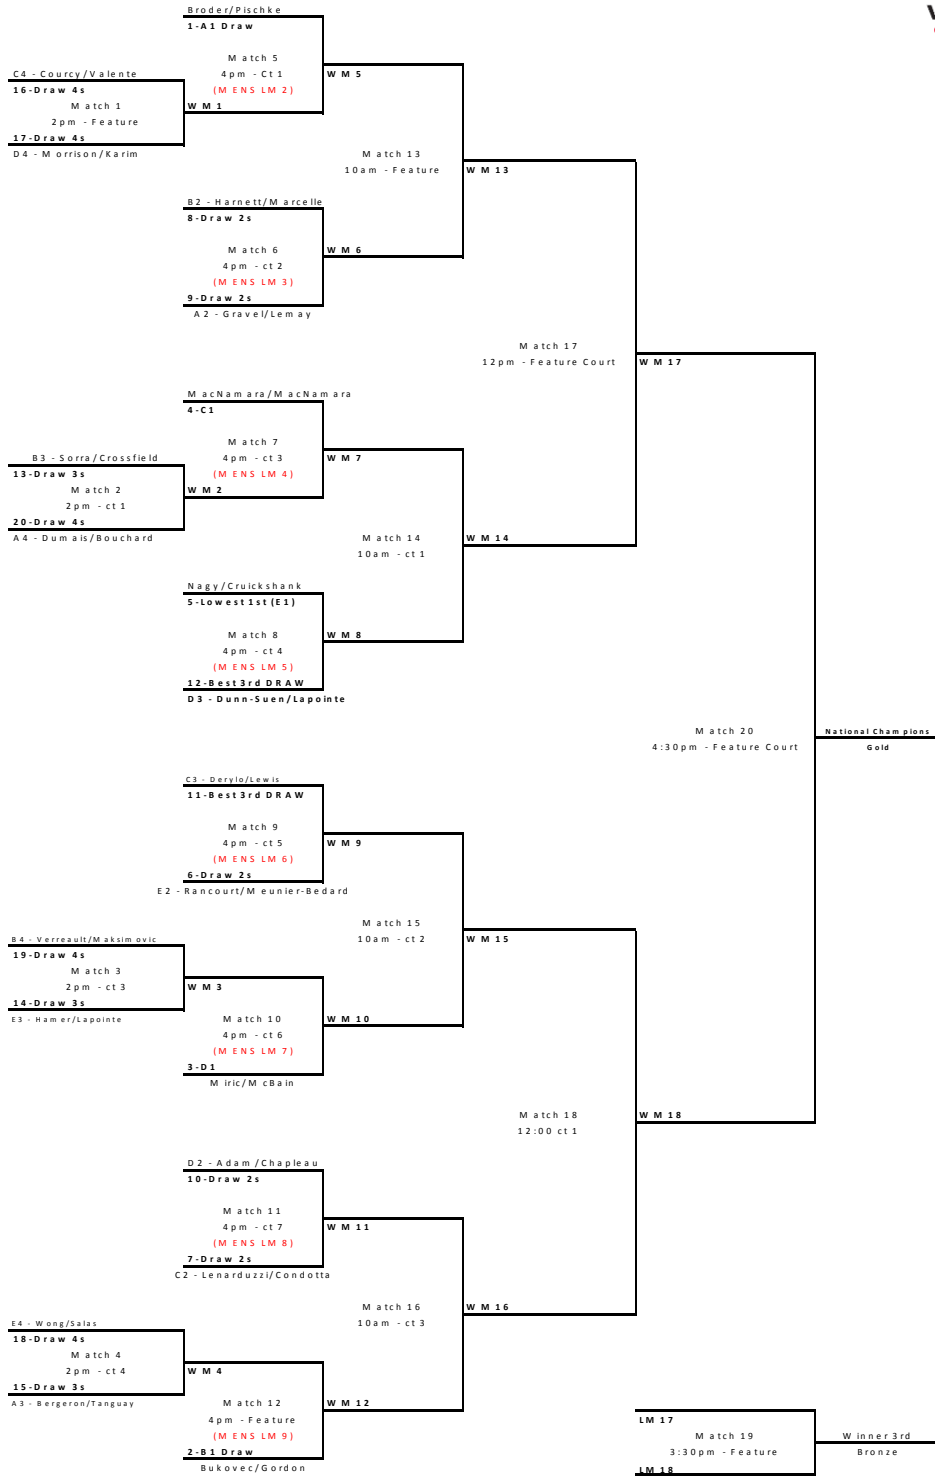 Broder/Pischke
1-A1 Draw
Match 5
4pm - Ct 1
(MENS LM 2)
WM 5
C4 - Courcy/Valente
16-Draw 4s
Match 1
2pm - Feature
17-Draw 4s
D4 - Morrison/Karim
WM 1
Match 13
10am - Feature
WM 13
B2 - Harnett/Marcelle
8-Draw 2s
Match 6
4pm - ct 2
(MENS LM 3)
9-Draw 2s
A2 - Gravel/Lemay
WM 6
Match 17
12pm - Feature Court
WM 17
MacNamara/MacNamara
4-C1
Match 7
4pm - ct 3
(MENS LM 4)
WM 7
B3 - Sorra/Crossfield
13-Draw 3s
Match 2
2pm - ct 1
20-Draw 4s
A4 - Dumais/Bouchard
WM 2
Match 14
10am - ct 1
WM 14
Nagy/Cruickshank
5-Lowest 1st (E1)
Match 8
4pm - ct 4
(MENS LM 5)
12-Best 3rd DRAW
D3 - Dunn-Suen/Lapointe
WM 8
Match 20
4:30pm - Feature Court
National Champions
Gold
C3 - Derylo/Lewis
11-Best 3rd DRAW
Match 9
4pm - ct 5
(MENS LM 6)
6-Draw 2s
E2 - Rancourt/Meunier-Bedard
WM 9
Match 15
10am - ct 2
WM 15
B4 - Verreault/Maksimovic
19-Draw 4s
Match 3
2pm - ct 3
14-Draw 3s
E3 - Hamer/Lapointe
WM 3
Match 10
4pm - ct 6
(MENS LM 7)
3-D1
Miric/McBain
WM 10
Match 18
12:00 ct 1
WM 18
D2 - Adam/Chapleau
10-Draw 2s
Match 11
4pm - ct 7
(MENS LM 8)
7-Draw 2s
C2 - Lenarduzzi/Condotta
WM 11
Match 16
10am - ct 3
WM 16
E4 - Wong/Salas
18-Draw 4s
Match 4
2pm - ct 4
15-Draw 3s
A3 - Bergeron/Tanguay
WM 4
Match 12
4pm - Feature
(MENS LM 9)
2-B1 Draw
Bukovec/Gordon
WM 12
LM 17
Match 19
3:30pm - Feature
LM 18
Winner 3rd
Bronze